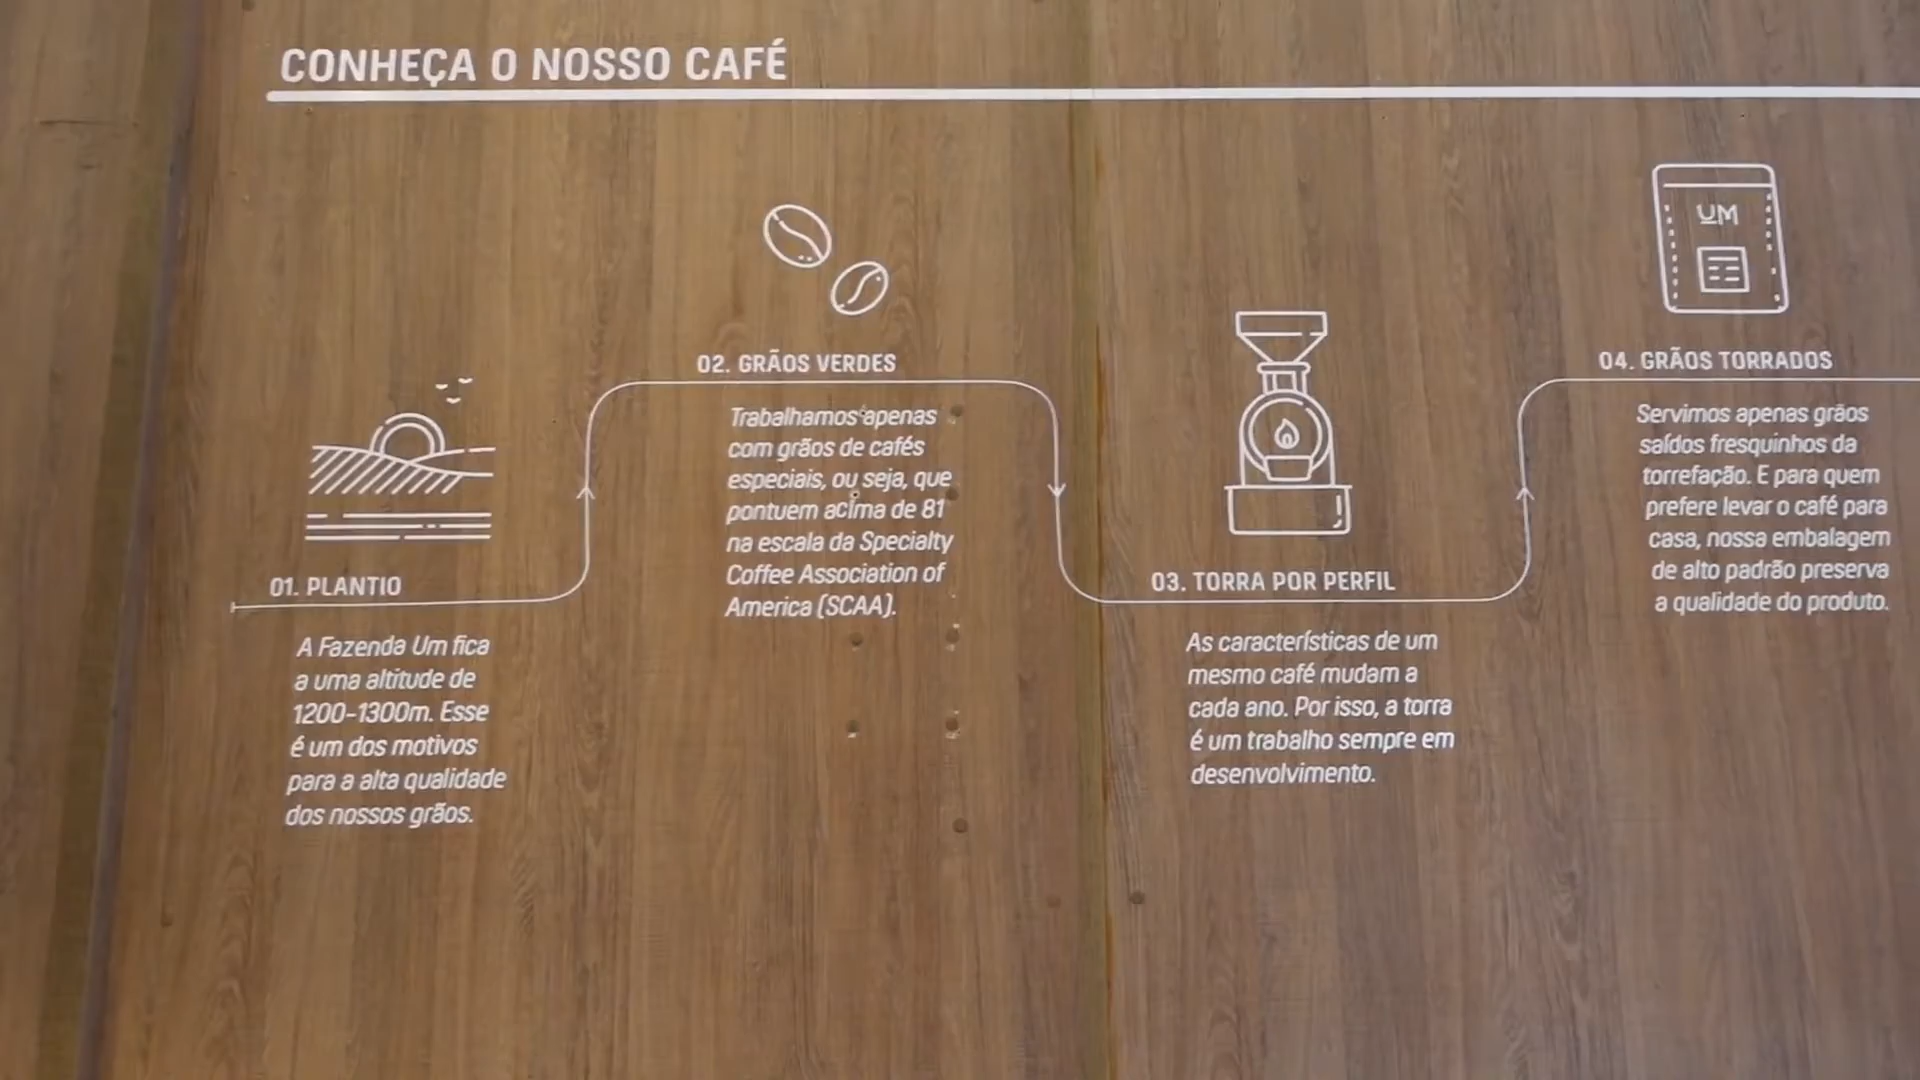 CONHEÇA O NOSSO CAFÉ
01. PLANTIO
A Fazenda Um fica
a uma altitude de
1200-1300m. Esse
é um dos motivos
para a alta qualidade
dos nossos grãos.
02. GRÃOS VERDES
Trabalhamos apenas
com grãos de cafés
especiais, ou seja, que
pontuem acima de 81
na escala da Specialty
Coffee Association of
America (SCAA).
03. TORRA POR PERFIL
As características de um
mesmo café mudam a
cada ano. Por isso, a torra
é um trabalho sempre em
desenvolvimento.
UM
04. GRÃOS TORRADOS
Servimos apenas grãos
saídos fresquinhos da
torrefação. E para quem
prefere levar o café para
casa, nossa embalagem
de alto padrão preserva
a qualidade do produto.